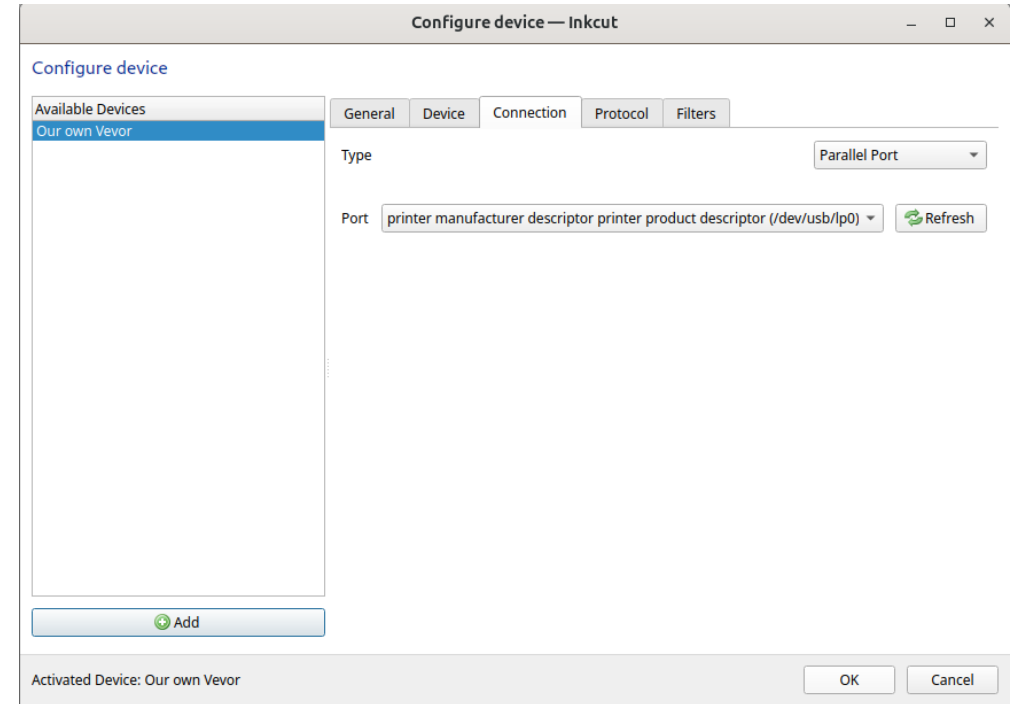 Configure device — Inkcut
Configure device
Available Devices
Our own Vevor
Add
General Device Connection Protocol Filters
Type Parallel Port
Port printer manufacturer descriptor printer product descriptor (/dev/usb/lp0) Refresh
Activated Device: Our own Vevor OK Cancel